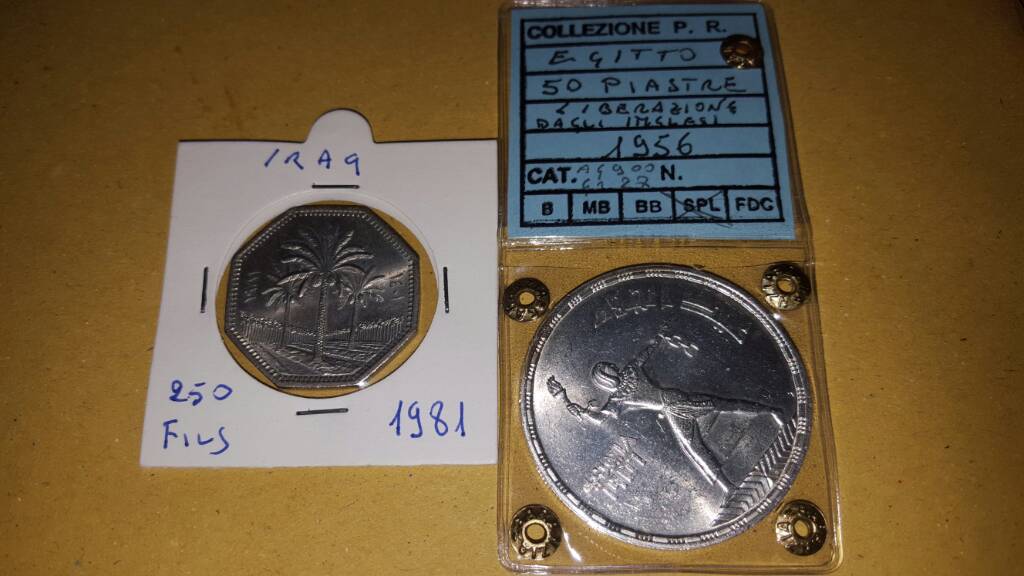 IRAQ
250
FILS
1981
COLLEZIONE P. R.
EGITTO
50 PIASTRE
LIBERAZIONE
DAGLI INGLESI
1956
CAT. N.
B MB BB SPL FDC